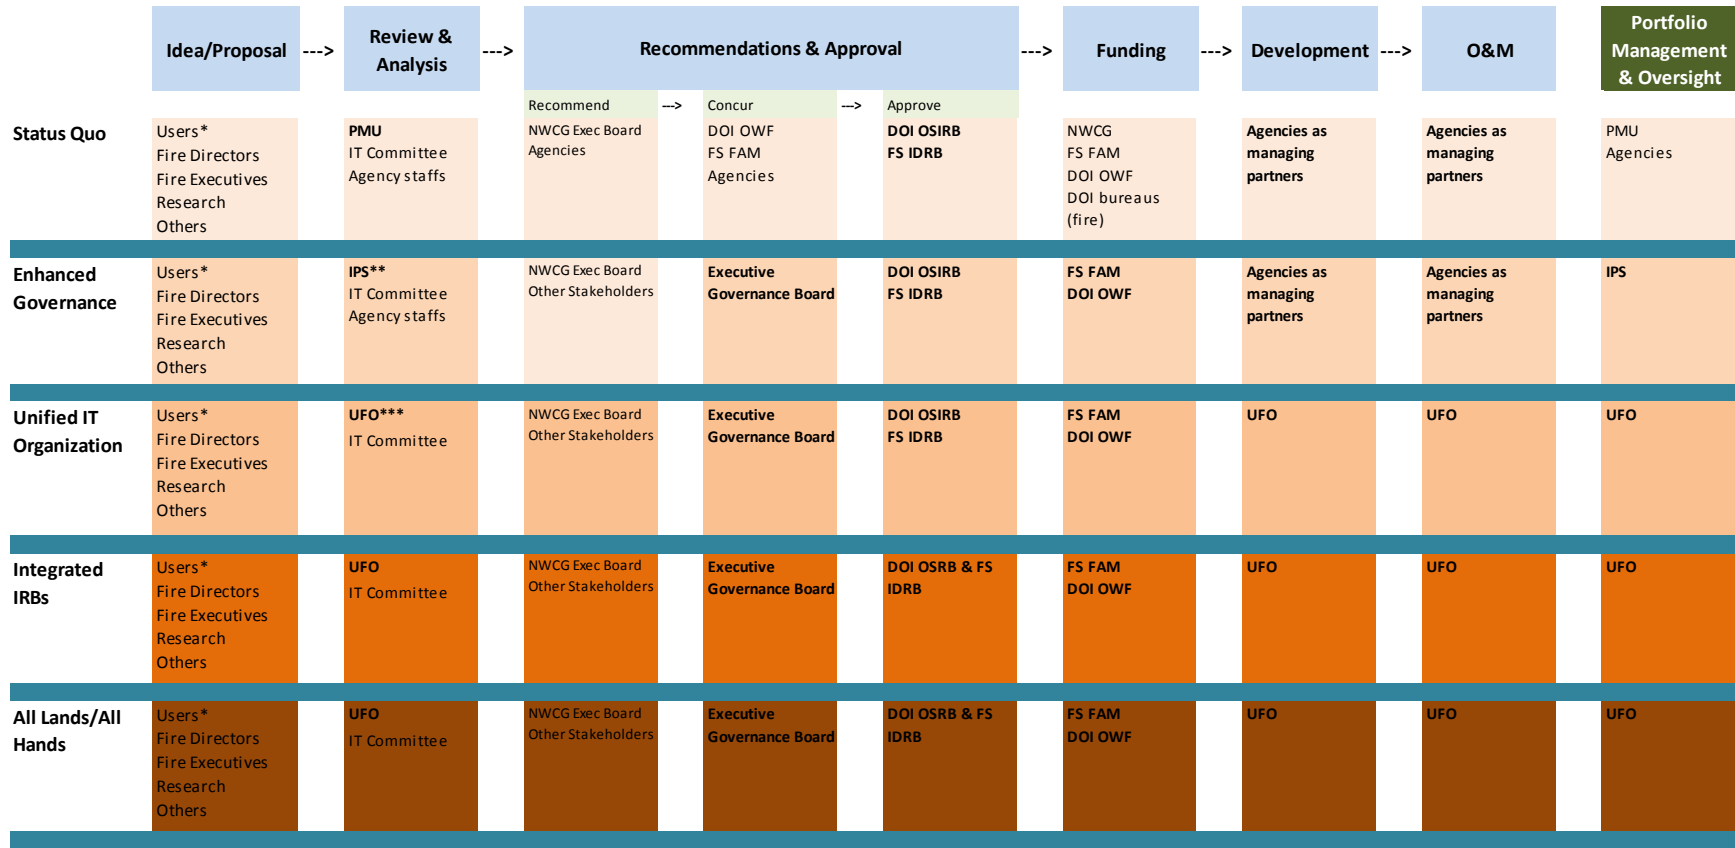 Idea/Proposal
--->
Review &
Analysis
--->
Recommendations & Approval
--->
Funding
--->
Development
--->
O&M
Portfolio
Management
& Oversight
Recommend
--->
Concur
--->
Approve
Status Quo
Users*
Fire Directors
Fire Executives
Research
Others
PMU
IT Committee
Agency staffs
NWCG Exec Board
Agencies
DOI OWF
FS FAM
Agencies
DOI OSIRB
FS IDRB
NWCG
FS FAM
DOI OWF
DOI bureaus
(fire)
Agencies as
managing
partners
Agencies as
managing
partners
PMU
Agencies
Enhanced
Governance
Users*
Fire Directors
Fire Executives
Research
Others
IPS**
IT Committee
Agency staffs
NWCG Exec Board
Other Stakeholders
Executive
Governance Board
DOI OSIRB
FS IDRB
FS FAM
DOI OWF
Agencies as
managing
partners
Agencies as
managing
partners
IPS
Unified IT
Organization
Users*
Fire Directors
Fire Executives
Research
Others
UFO***
IT Committee
NWCG Exec Board
Other Stakeholders
Executive
Governance Board
DOI OSIRB
FS IDRB
FS FAM
DOI OWF
UFO
UFO
UFO
Integrated
IRBs
Users*
Fire Directors
Fire Executives
Research
Others
UFO
IT Committee
NWCG Exec Board
Other Stakeholders
Executive
Governance Board
DOI OSRB & FS
IDRB
FS FAM
DOI OWF
UFO
UFO
UFO
All Lands/All
Hands
Users*
Fire Directors
Fire Executives
Research
Others
UFO
IT Committee
NWCG Exec Board
Other Stakeholders
Executive
Governance Board
DOI OSRB & FS
IDRB
FS FAM
DOI OWF
UFO
UFO
UFO